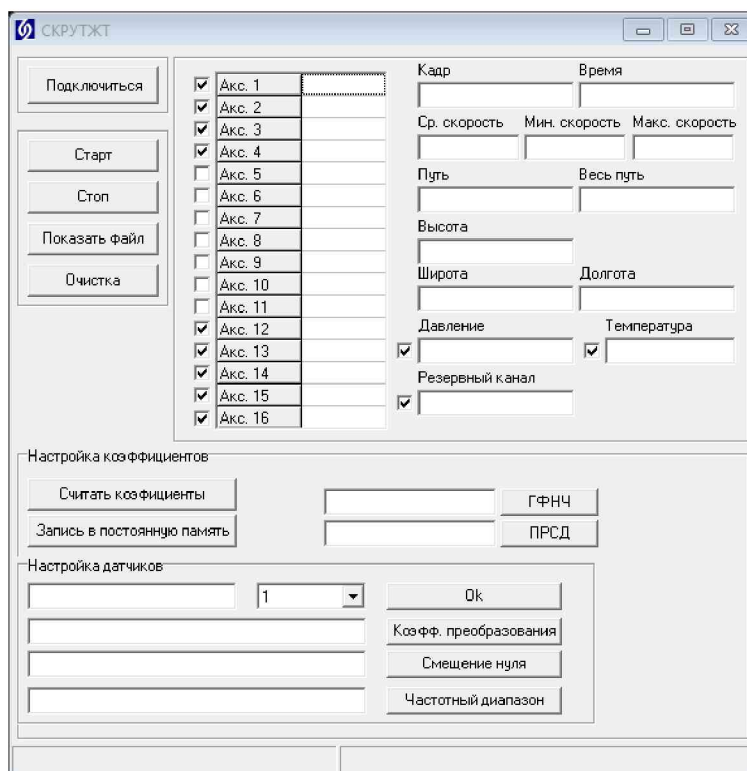 СКРУТЖТ
Подключиться
Старт
Стоп
Показать файл
Очистка
Акс. 1
Акс. 2
Акс. 3
Акс. 4
Акс. 5
Акс. 6
Акс. 7
Акс. 8
Акс. 9
Акс. 10
Акс. 11
Акс. 12
Акс. 13
Акс. 14
Акс. 15
Акс. 16
Кадр Время
Ср. скорость Мин. скорость Макс. скорость
Путь Весь путь
Высота
Широта Долгота
Давление Температура
Резервный канал
Настройка коэффициентов
Считать коэфициенты ГФНЧ
Запись в постоянную память ПРСД
Настройка датчиков
1 Ok
Коэфф. преобразования
Смещение нуля
Частотный диапазон